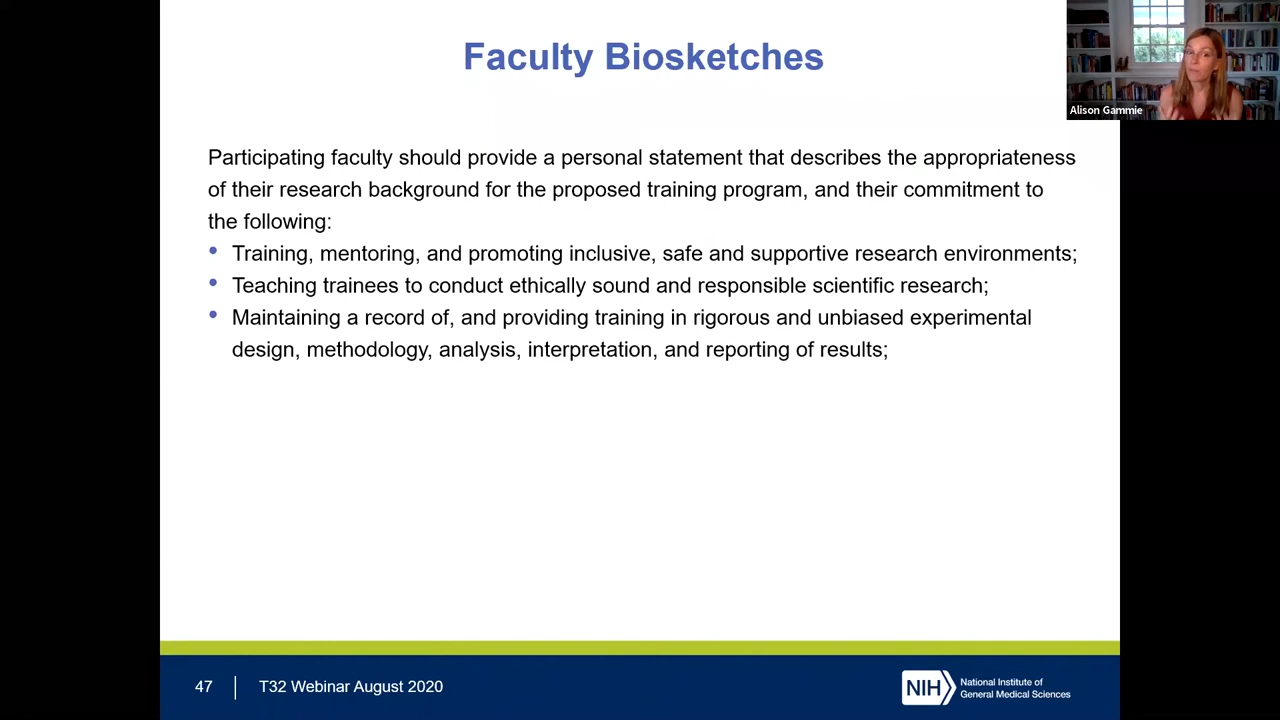 Faculty Biosketches
Alison Gammie
Participating faculty should provide a personal statement that describes the appropriateness
of their research background for the proposed training program, and their commitment to
the following:
• Training, mentoring, and promoting inclusive, safe and supportive research environments;
• Teaching trainees to conduct ethically sound and responsible scientific research;
• Maintaining a record of, and providing training in rigorous and unbiased experimental
design, methodology, analysis, interpretation, and reporting of results;
47
T32 Webinar August 2020
NIH
National Institute of
General Medical Sciences